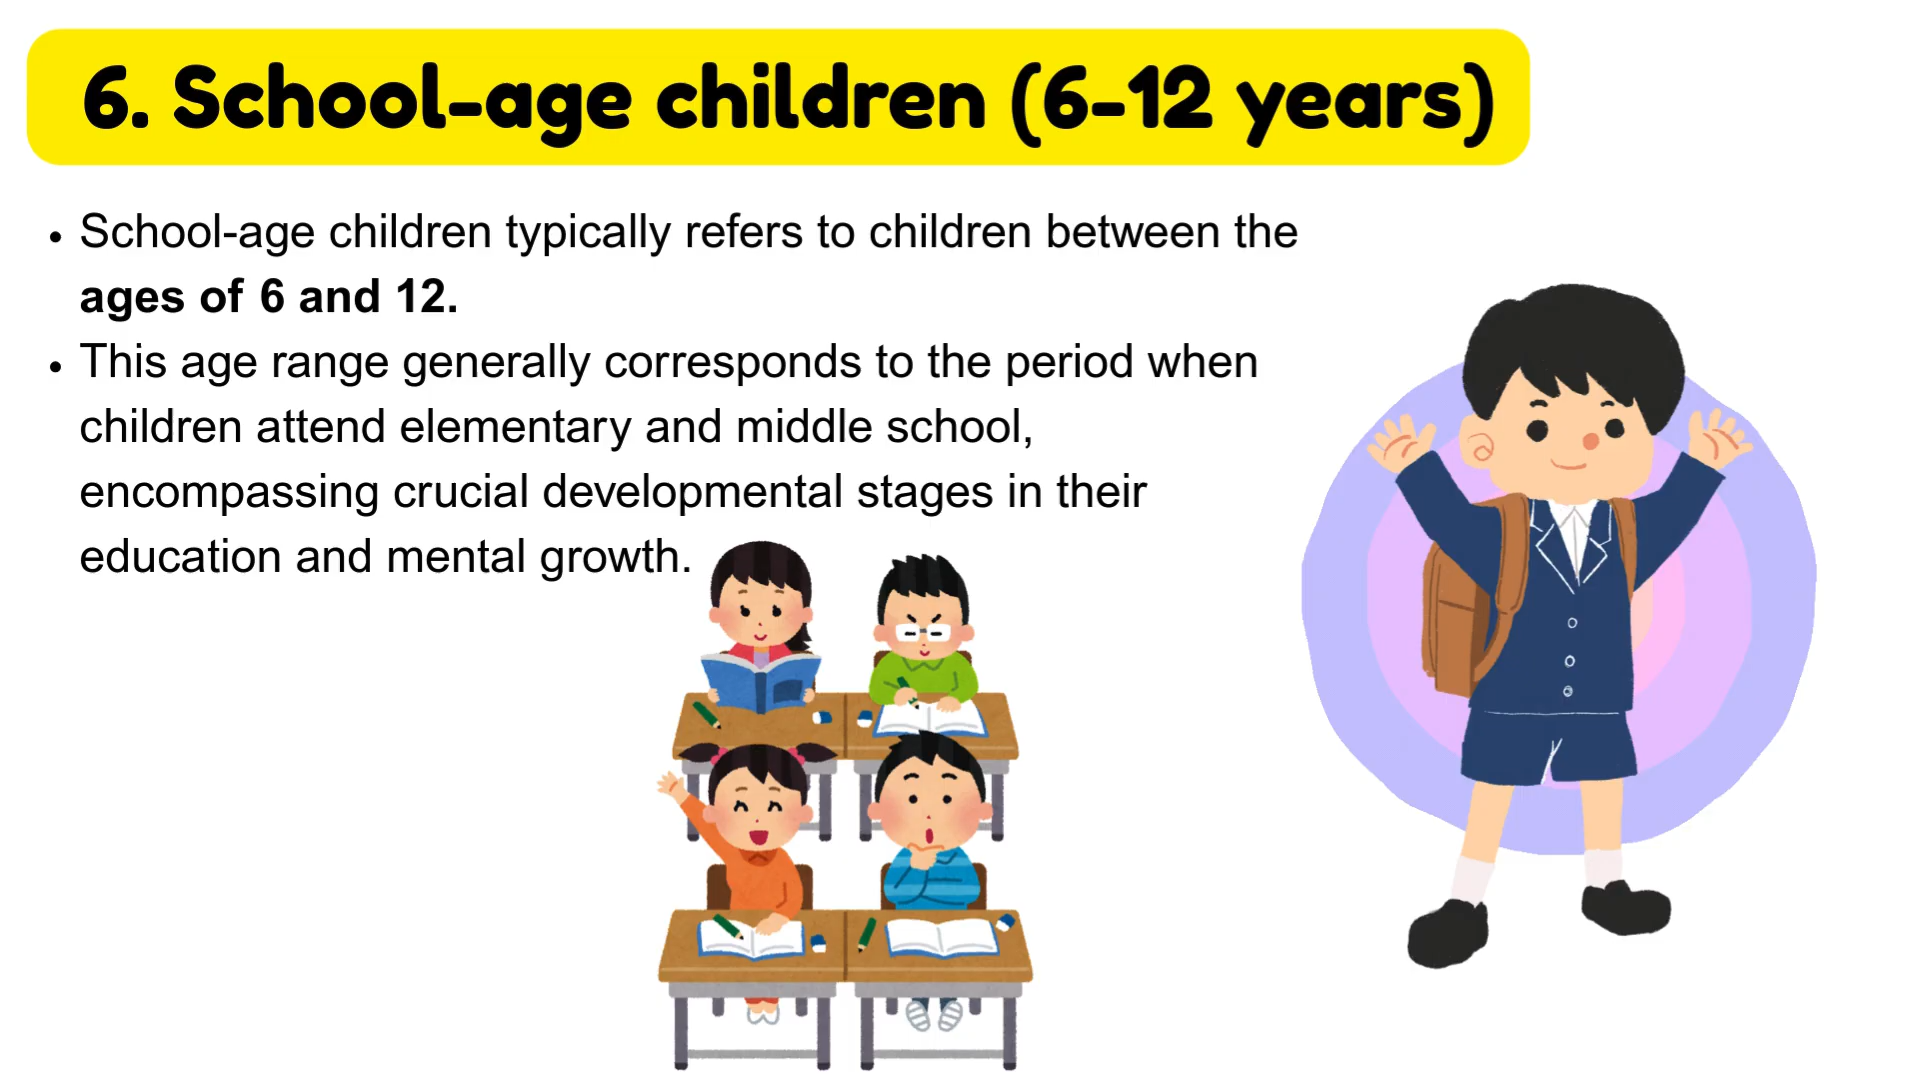 6. School-age children (6-12 years)
• School-age children typically refers to children between the
ages of 6 and 12.
• This age range generally corresponds to the period when
children attend elementary and middle school,
encompassing crucial developmental stages in their
education and mental growth.